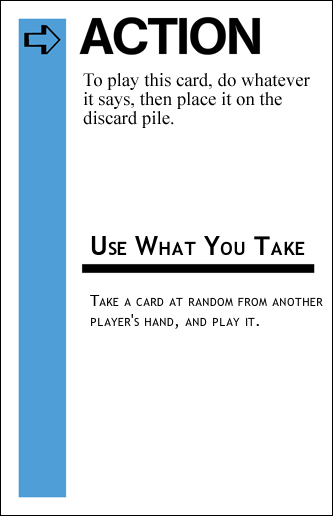 ACTION
To play this card, do whatever
it says, then place it on the
discard pile.
Use What You Take
Take a card at random from another
player's hand, and play it.